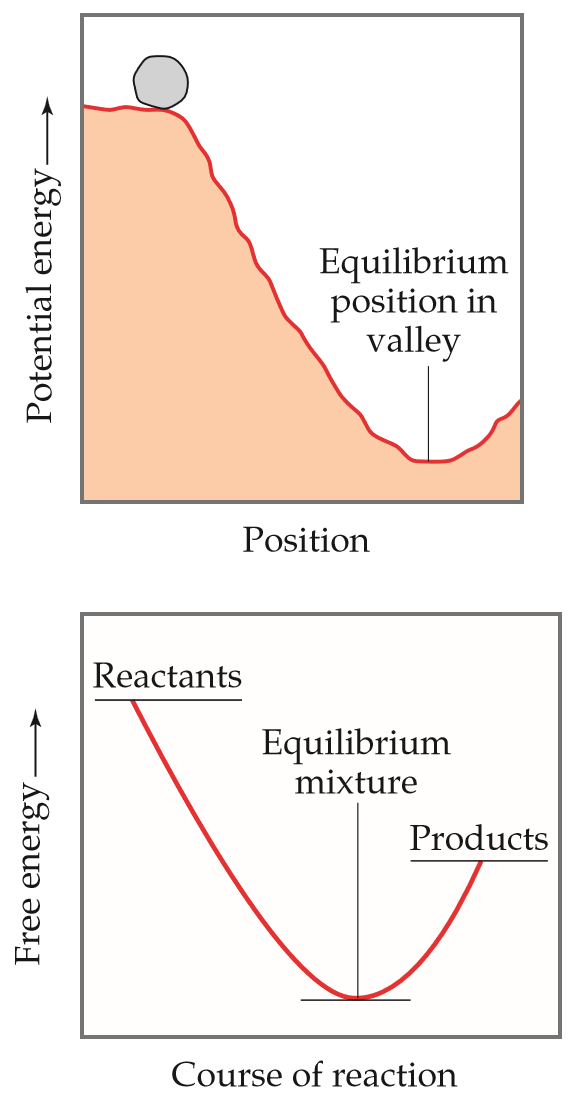 Potential energy
Equilibrium
position in
valley
Position
Free energy
Reactants
Equilibrium
mixture
Products
Course of reaction